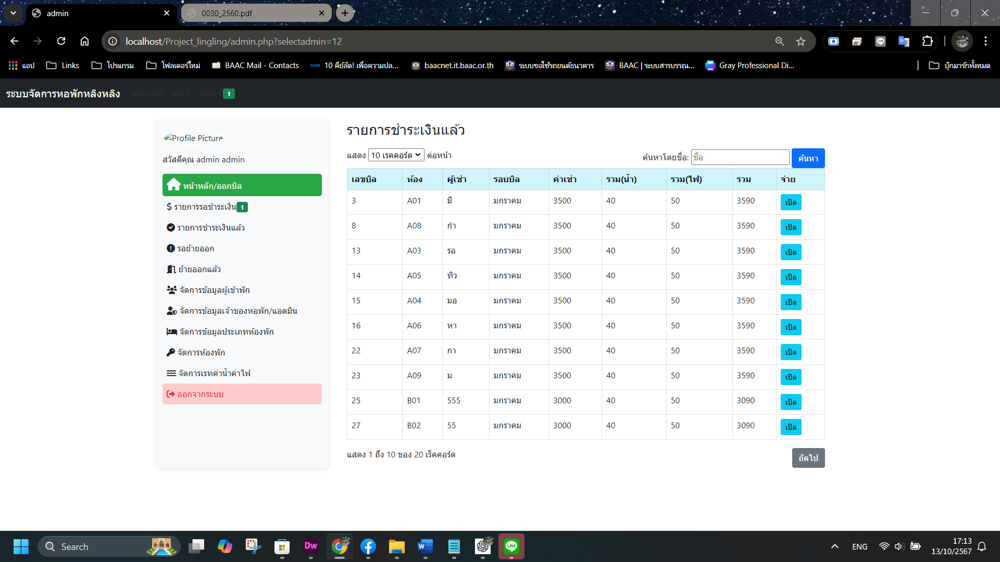 admin
0030_2560.pdf
localhost/Project_lingling/admin.php?selectadmin=12
แอป Links โปรแกรม โฟลเดอร์ใหม่ BAAC Mail - Contacts OFM 10 คีย์ลัด! เพื่อความปล... baacnet.it.baac.or.th ระบบขอใช้รถยนต์ธนาคาร BAAC | ระบบสารบรรณ... Gray Professional Di... บุ๊กมาร์กทั้งหมด
ระบบจัดการหอพักหลิงหลิง หน้าหลัก เมนู ปัญหา 1
Profile Picture
สวัสดีคุณ admin admin
หน้าหลัก/ออกบิล
รายการรอชำระเงิน 1
รายการชำระเงินแล้ว
รอย้ายออก
ย้ายออกแล้ว
จัดการข้อมูลผู้เข้าพัก
จัดการข้อมูลเจ้าของหอพัก/แอดมิน
จัดการข้อมูลประเภทห้องพัก
จัดการห้องพัก
จัดการเรทค่าน้ำค่าไฟ
ออกจากระบบ
รายการชำระเงินแล้ว
แสดง 10 เรคคอร์ด ต่อหน้า
ค้นหาโดยชื่อ: ชื่อ ค้นหา
เลขบิล ห้อง ผู้เช่า รอบบิล ค่าเช่า รวม(น้ำ) รวม(ไฟ) รวม จ่าย
3 A01 มี มกราคม 3500 40 50 3590 เปิด
8 A08 กำ มกราคม 3500 40 50 3590 เปิด
13 A03 รอ มกราคม 3500 40 50 3590 เปิด
14 A05 ทิว มกราคม 3500 40 50 3590 เปิด
15 A04 มอ มกราคม 3500 40 50 3590 เปิด
16 A06 หา มกราคม 3500 40 50 3590 เปิด
22 A07 กา มกราคม 3500 40 50 3590 เปิด
23 A09 ม มกราคม 3500 40 50 3590 เปิด
25 B01 555 มกราคม 3000 40 50 3090 เปิด
27 B02 55 มกราคม 3000 40 50 3090 เปิด
แสดง 1 ถึง 10 ของ 20 เร็คคอร์ด
ถัดไป
Search
Dw
W
LINE
ENG
17:13
13/10/2567